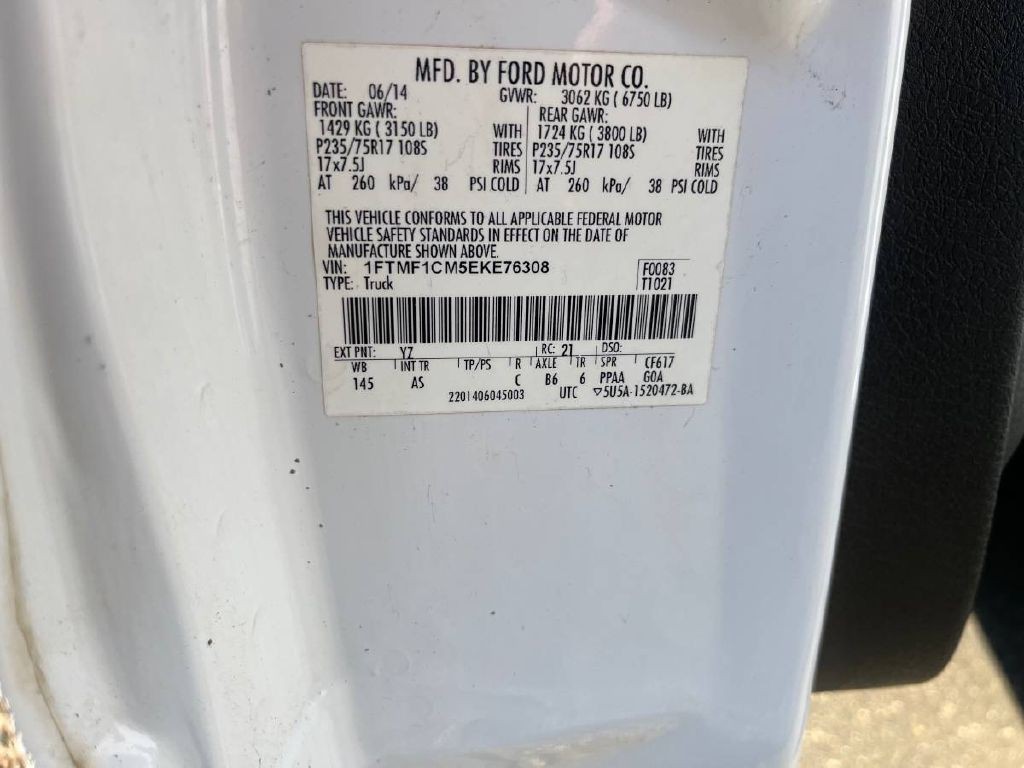 MFD. BY FORD MOTOR CO.
DATE: 06/14 GVWR: 3062 KG ( 6750 LB)
FRONT GAWR: REAR GAWR:
1429 KG ( 3150 LB) WITH 1724 KG ( 3800 LB) WITH
P235/75R17 108S TIRES P235/75R17 108S TIRES
17x7.5J RIMS 17x7.5J RIMS
AT 260 kPa/ 38 PSI COLD AT 260 kPa/ 38 PSI COLD
THIS VEHICLE CONFORMS TO ALL APPLICABLE FEDERAL MOTOR
VEHICLE SAFETY STANDARDS IN EFFECT ON THE DATE OF
MANUFACTURE SHOWN ABOVE.
VIN: 1FTMF1CM5EKE76308 F0083
TYPE: Truck T1021
EXT PNT: YZ RC: 21 DSO:
WB INT TR TP/PS R AXLE TR SPR CF617
145 AS C B6 6 PPAA G0A
2201406045003 UTC ▽5U5A-1520472-BA